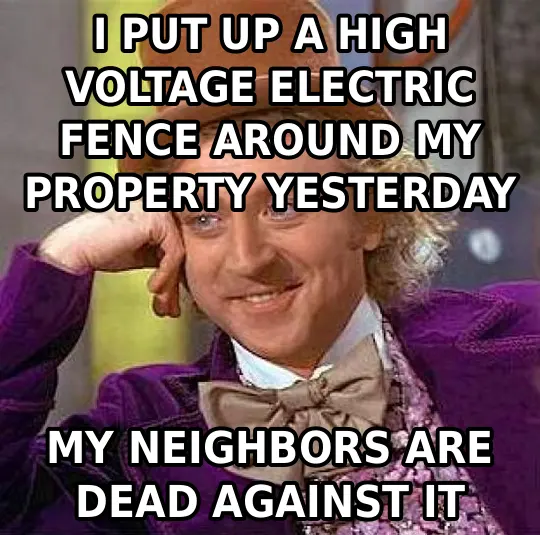 I PUT UP A HIGH
VOLTAGE ELECTRIC
FENCE AROUND MY
PROPERTY YESTERDAY
MY NEIGHBORS ARE
DEAD AGAINST IT